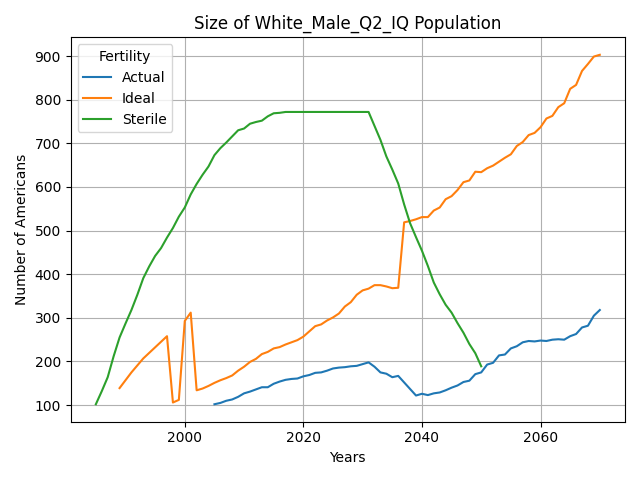 Size of White_Male_Q2_IQ Population
Fertility
Actual
Ideal
Sterile
Number of Americans
900
800
700
600
500
400
300
200
100
2000
2020
2040
2060
Years